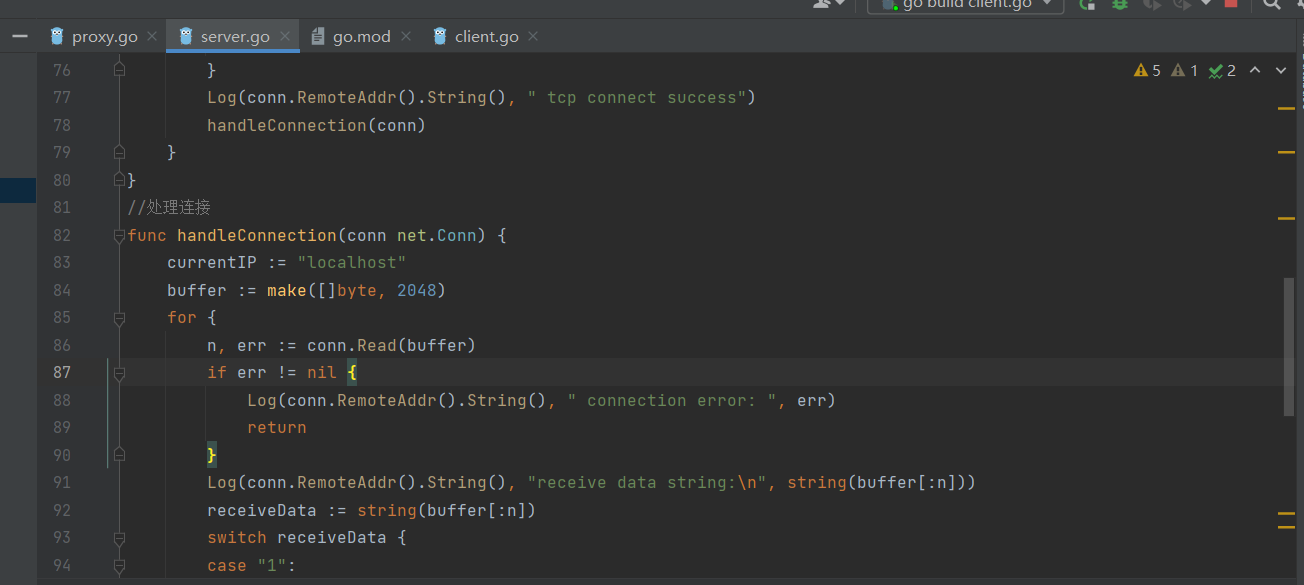 go build client.go
proxy.go server.go go.mod client.go
5 1 2
76 }
77 Log(conn.RemoteAddr().String(), " tcp connect success")
78 handleConnection(conn)
79 }
80 }
81 //处理连接
82 func handleConnection(conn net.Conn) {
83 currentIP := "localhost"
84 buffer := make([]byte, 2048)
85 for {
86 n, err := conn.Read(buffer)
87 if err != nil {
88 Log(conn.RemoteAddr().String(), " connection error: ", err)
89 return
90 }
91 Log(conn.RemoteAddr().String(), "receive data string:\n", string(buffer[:n]))
92 receiveData := string(buffer[:n])
93 switch receiveData {
94 case "1":